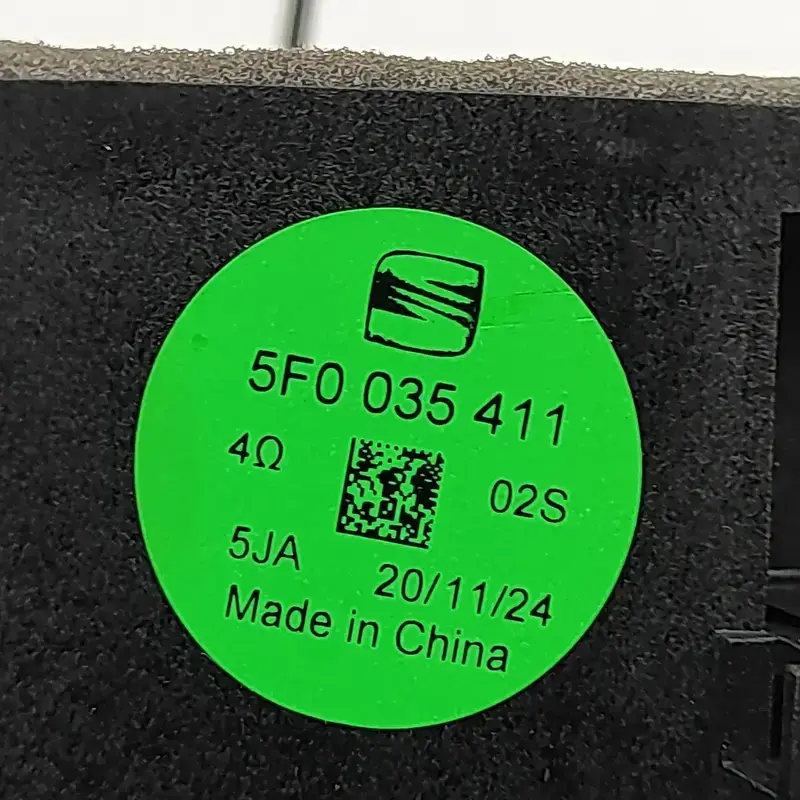 5F0 035 411
4Ω
02S
5JA
20/11/24
Made in China